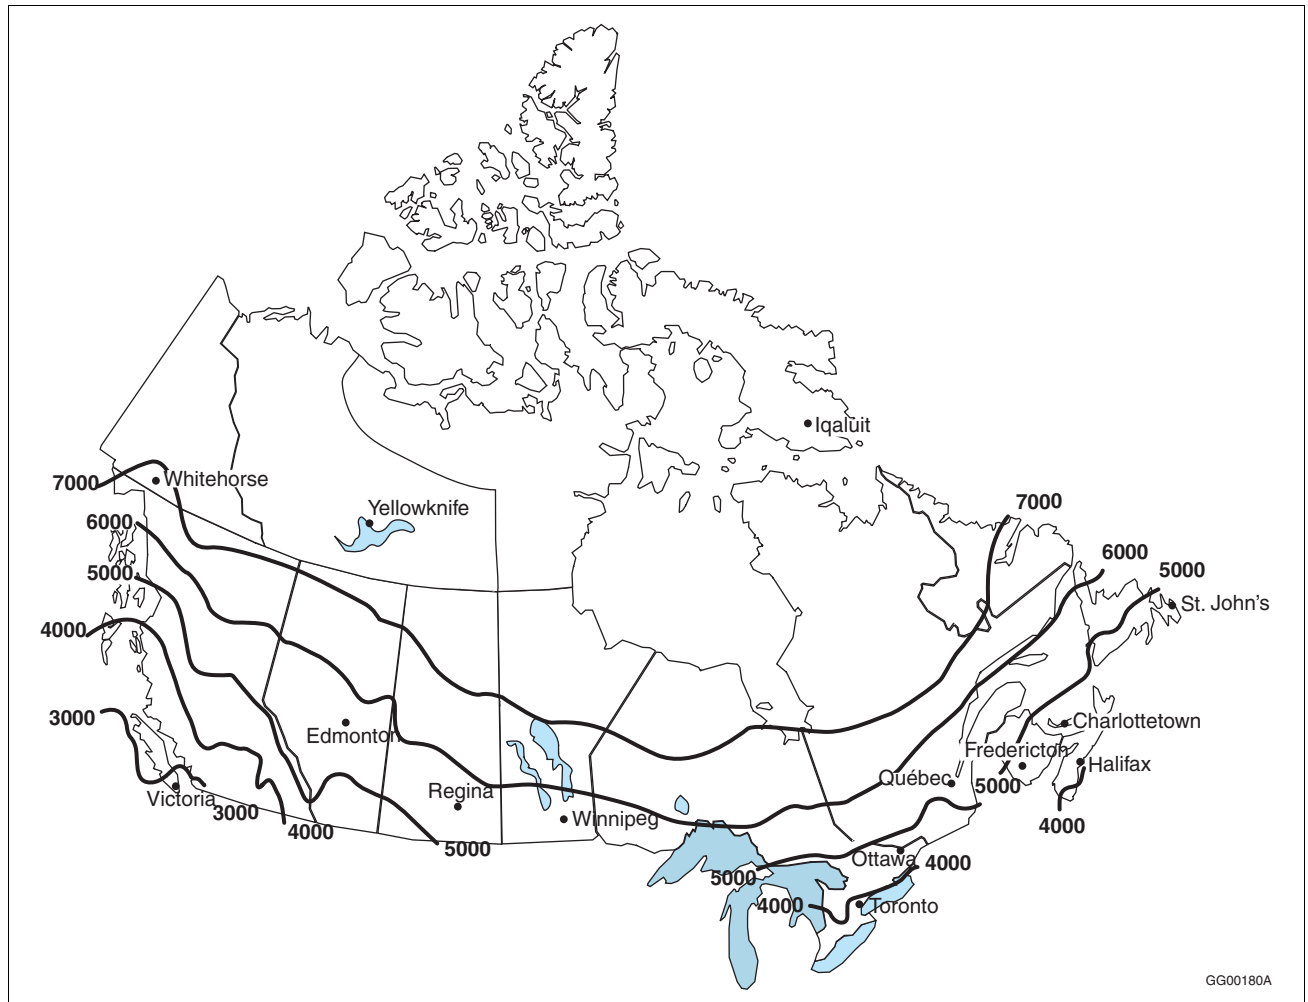 Iqaluit
7000
Whitehorse
7000
Yellowknife
6000
6000
5000
5000
St. John's
4000
3000
Charlottetown
Edmonton
Fredericton
Halifax
Québec
5000
Regina
Victoria
3000
Winnipeg
4000
4000
5000
Ottawa
4000
5000
4000
Toronto
GG00180A